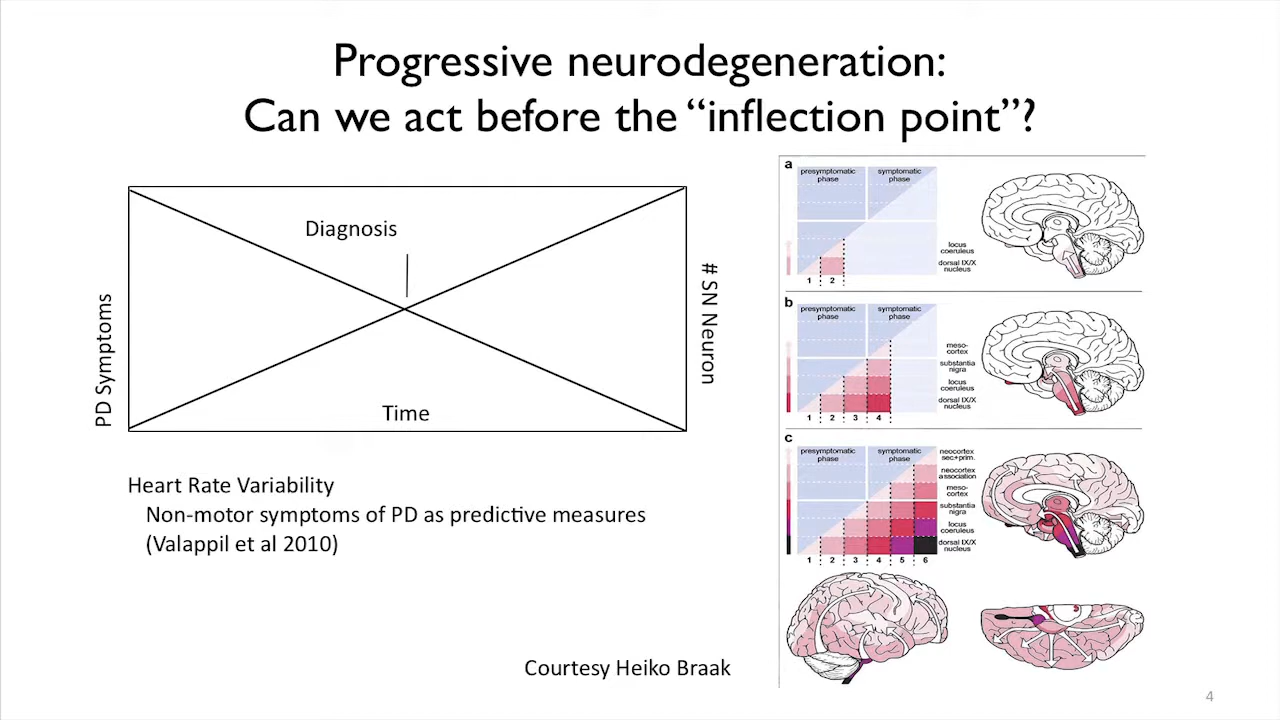 Progressive neurodegeneration:
Can we act before the “inflection point”?
Diagnosis
PD Symptoms
# SN Neuron
Time
Heart Rate Variability
Non-motor symptoms of PD as predictive measures
(Valappil et al 2010)
Courtesy Heiko Braak
a
presymptomatic
phase
symptomatic
phase
locus
coeruleus
dorsal IX/X
nucleus
1 2
b
presymptomatic
phase
symptomatic
phase
meso-
cortex
substantia
nigra
locus
coeruleus
dorsal IX/X
nucleus
1 2 3 4
c
presymptomatic
phase
symptomatic
phase
neocortex
sec+prim.
neocortex
association
meso-
cortex
substantia
nigra
locus
coeruleus
dorsal IX/X
nucleus
1 2 3 4 5 6
4